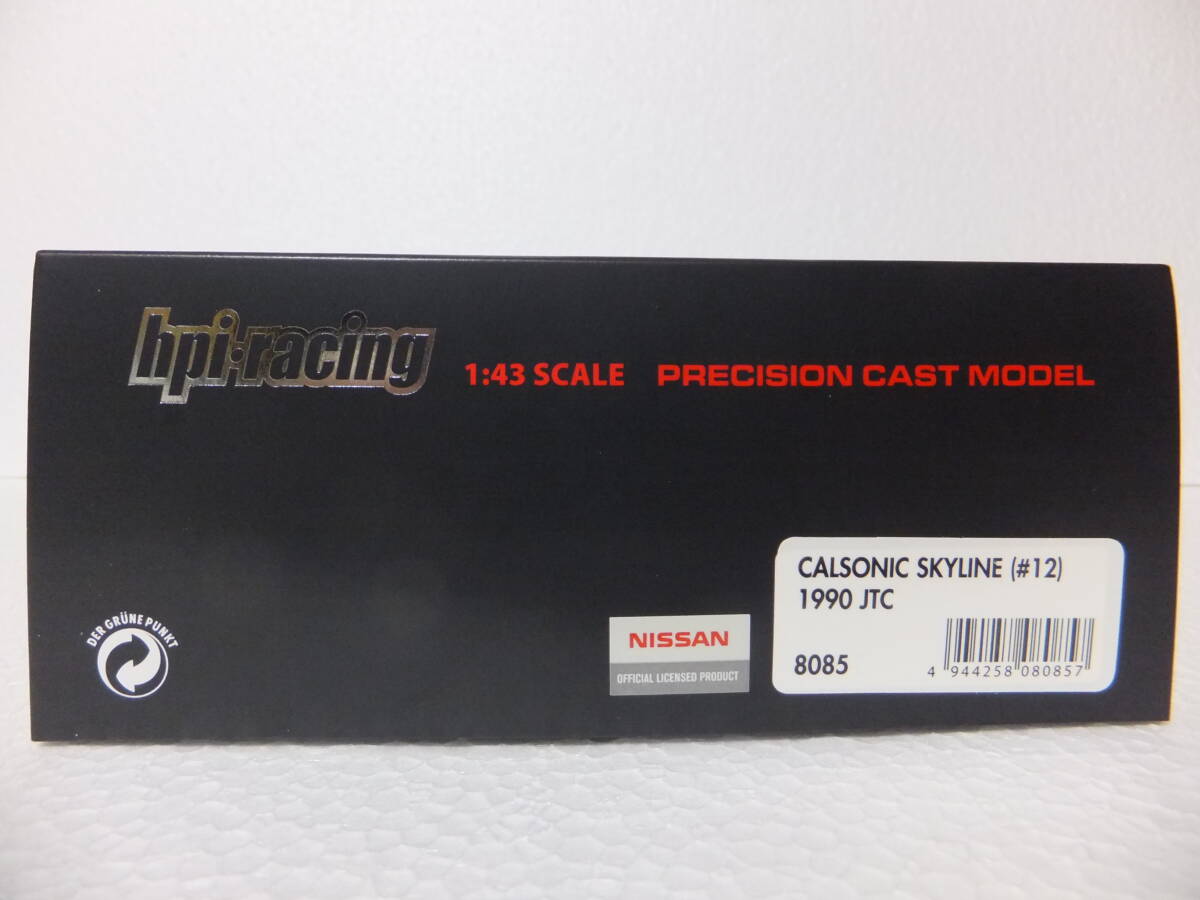 hpi·racing
1:43 SCALE PRECISION CAST MODEL
CALSONIC SKYLINE (#12)
1990 JTC
8085
4 944258 080857
NISSAN
OFFICIAL LICENSED PRODUCT
DER GRÜNE PUNKT